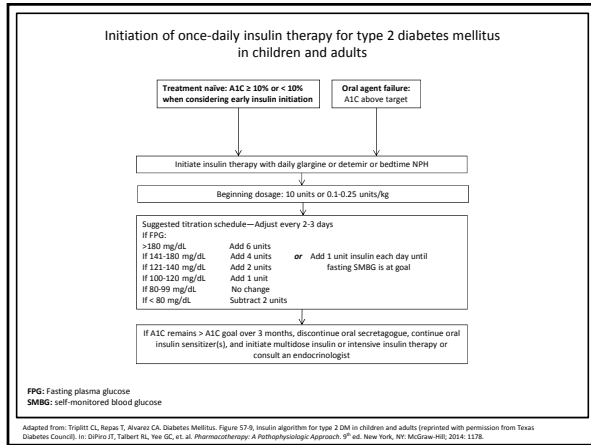 Initiation of once-daily insulin therapy for type 2 diabetes mellitus
in children and adults
Treatment naïve: A1C ≥ 10% or < 10%
when considering early insulin initiation
Oral agent failure:
A1C above target
Initiate insulin therapy with daily glargine or detemir or bedtime NPH
Beginning dosage: 10 units or 0.1-0.25 units/kg
Suggested titration schedule—Adjust every 2-3 days
If FPG:
>180 mg/dL Add 6 units
If 141-180 mg/dL Add 4 units or Add 1 unit insulin each day until
If 121-140 mg/dL Add 2 units fasting SMBG is at goal
If 100-120 mg/dL Add 1 unit
If 80-99 mg/dL No change
If < 80 mg/dL Subtract 2 units
If A1C remains > A1C goal over 3 months, discontinue oral secretagogue, continue oral
insulin sensitizer(s), and initiate multidose insulin or intensive insulin therapy or
consult an endocrinologist
FPG: Fasting plasma glucose
SMBG: self-monitored blood glucose
Adapted from: Triplitt CL, Repas T, Alvarez CA. Diabetes Mellitus. Figure 57-9, Insulin algorithm for type 2 DM in children and adults (reprinted with permission from Texas
Diabetes Council). In: DiPiro JT, Talbert RL, Yee GC, et. al. Pharmacotherapy: A Pathophysiologic Approach. 9th ed. New York, NY: McGraw-Hill; 2014: 1178.